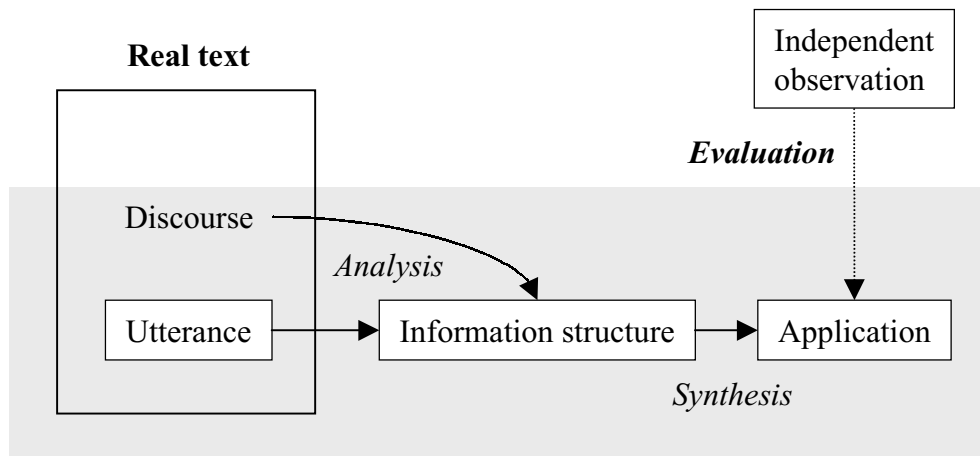 Real text
Independent
observation
Evaluation
Discourse
Analysis
Utterance
Information structure
Application
Synthesis